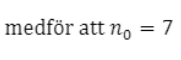 medför att n₀ = 7